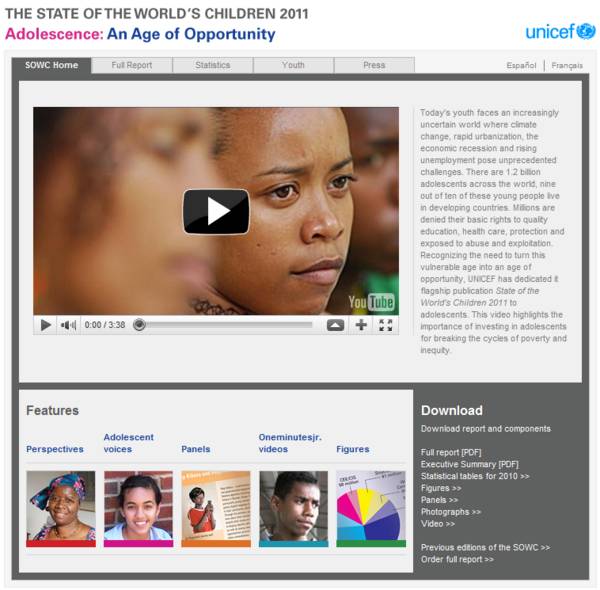 THE STATE OF THE WORLD'S CHILDREN 2011
Adolescence: An Age of Opportunity
unicef
SOWC Home
Full Report
Statistics
Youth
Press
Español
Français
Today's youth faces an increasingly
uncertain world where climate
change, rapid urbanization, the
economic recession and rising
unemployment pose unprecedented
challenges. There are 1.2 billion
adolescents across the world, nine
out of ten of these young people live
in developing countries. Millions are
denied their basic rights to quality
education, health care, protection and
exposed to abuse and exploitation.
Recognizing the need to turn this
vulnerable age into an age of
opportunity, UNICEF has dedicated it
flagship publication State of the
World's Children 2011 to
adolescents. This video highlights the
importance of investing in adolescents
for breaking the cycles of poverty and
inequity.
YouTube
0:00 / 3:38
Features
Perspectives
Adolescent
voices
Panels
Oneminutesjr.
videos
Figures
CEE/CIS
Download
Download report and components
Full report [PDF]
Executive Summary [PDF]
Statistical tables for 2010 >>
Figures >>
Panels >>
Photographs >>
Video >>
Previous editions of the SOWC >>
Order full report >>